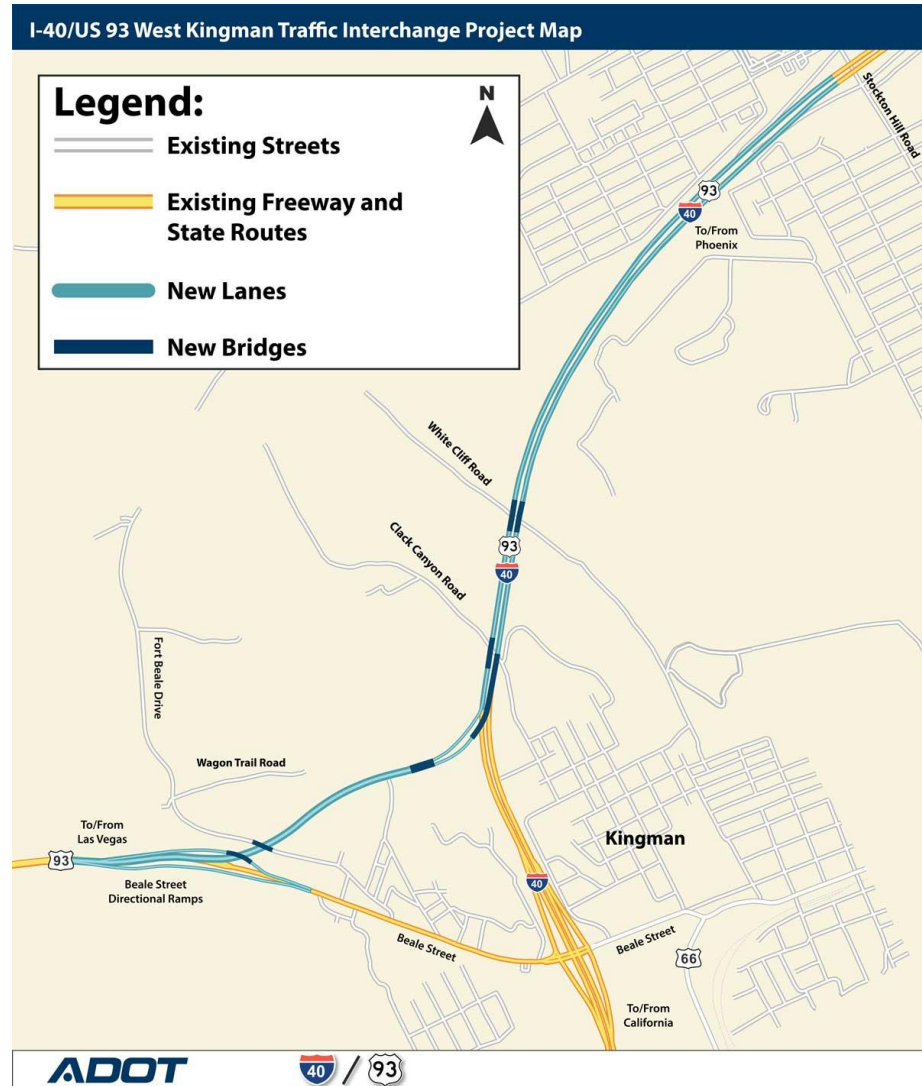 I-40/US 93 West Kingman Traffic Interchange Project Map
Legend:
Existing Streets
Existing Freeway and
State Routes
New Lanes
New Bridges
N
Stockton Hill Road
93
40
To/From
Phoenix
White Cliff Road
Clack Canyon Road
93
40
Fort Beale Drive
Wagon Trail Road
To/From
Las Vegas
93
Beale Street
Directional Ramps
Beale Street
Kingman
40
Beale Street
66
To/From
California
ADOT
40 / 93